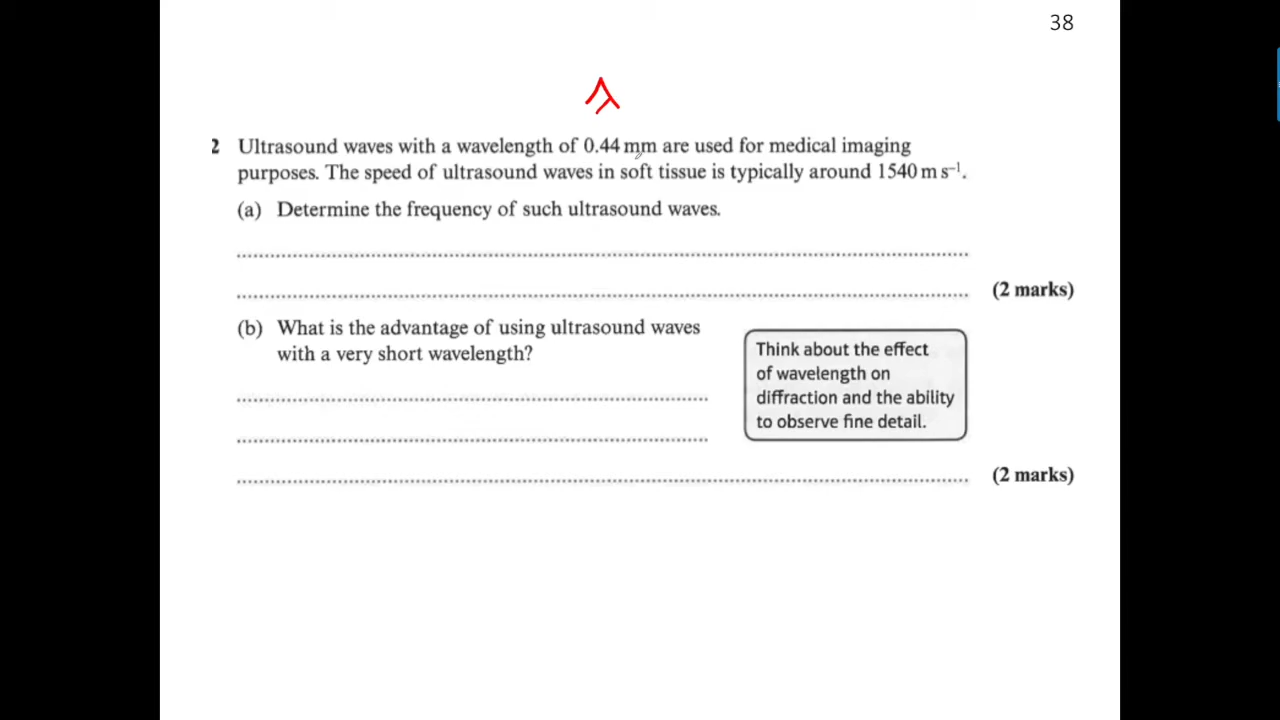 38
2 Ultrasound waves with a wavelength of 0.44 mm are used for medical imaging
purposes. The speed of ultrasound waves in soft tissue is typically around 1540 m s⁻¹.
(a) Determine the frequency of such ultrasound waves.
(2 marks)
(b) What is the advantage of using ultrasound waves
with a very short wavelength?
Think about the effect
of wavelength on
diffraction and the ability
to observe fine detail.
(2 marks)